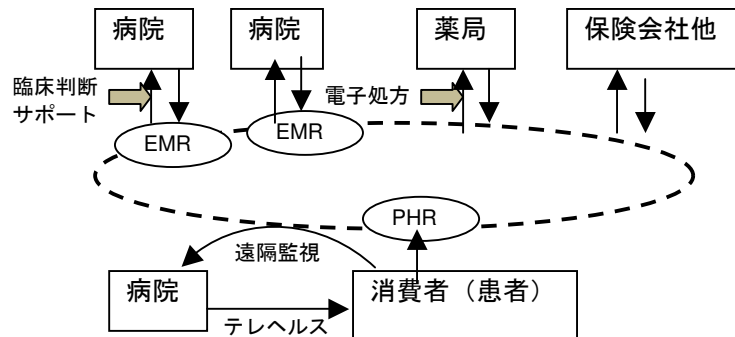 病院
病院
薬局
保険会社他
臨床判断
サポート
電子処方
EMR
EMR
PHR
遠隔監視
病院
消費者（患者）
テレヘルス